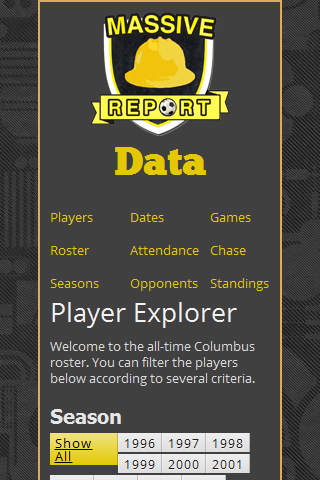 MASSIVE
REPORT
Data
Players Dates Games
Roster Attendance Chase
Seasons Opponents Standings
Player Explorer
Welcome to the all-time Columbus
roster. You can filter the players
below according to several criteria.
Season
Show 1996 1997 1998
All
1999 2000 2001